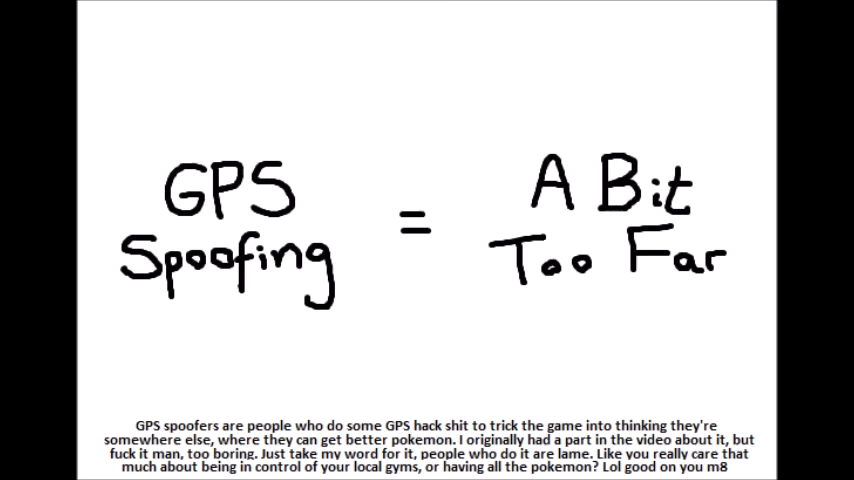 GPS
Spoofing
=
A Bit
Too Far
GPS spoofers are people who do some GPS hack shit to trick the game into thinking they're
somewhere else, where they can get better pokemon. I originally had a part in the video about it, but
fuck it man, too boring. Just take my word for it, people who do it are lame. Like you really care that
much about being in control of your local gyms, or having all the pokemon? Lol good on you m8